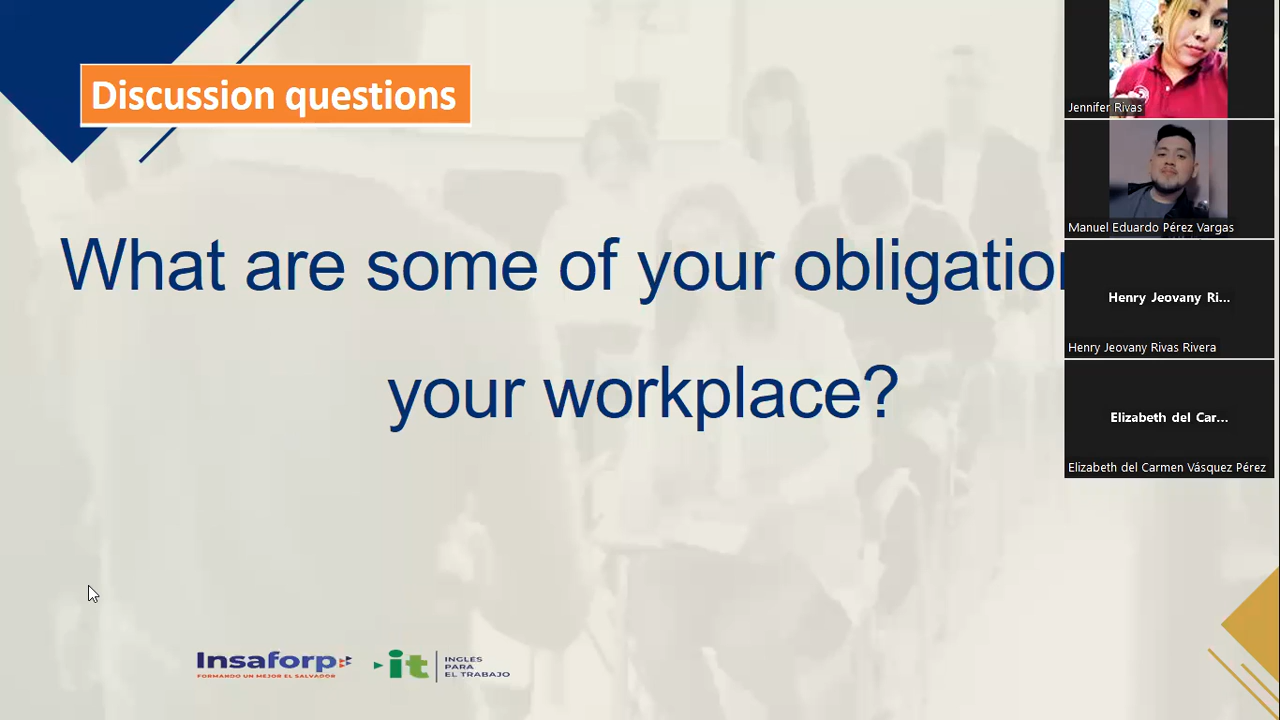 Discussion questions
What are some of your obligation
your workplace?
Insaforp
FORMANDO UN MEJOR EL SALVADOR
it
INGLÉS
PARA
EL TRABAJO
Jennifer Rivas
Manuel Eduardo Pérez Vargas
Henry Jeovany Ri...
Henry Jeovany Rivas Rivera
Elizabeth del Car...
Elizabeth del Carmen Vásquez Pérez